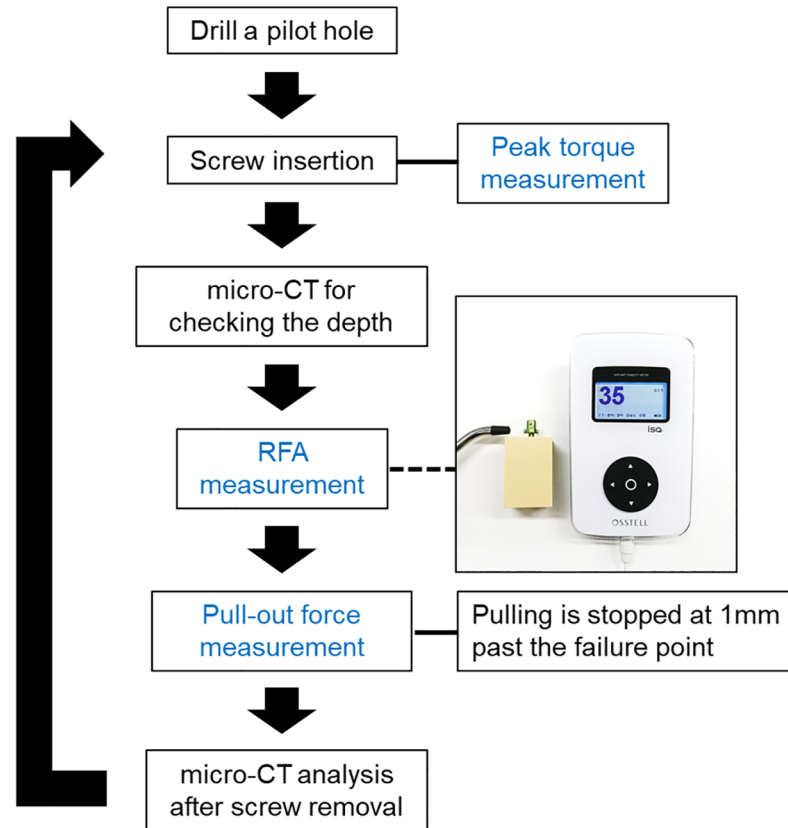 Drill a pilot hole
Screw insertion
Peak torque
measurement
micro-CT for
checking the depth
35
isq
OSSTELL
RFA
measurement
Pull-out force
measurement
Pulling is stopped at 1mm
past the failure point
micro-CT analysis
after screw removal